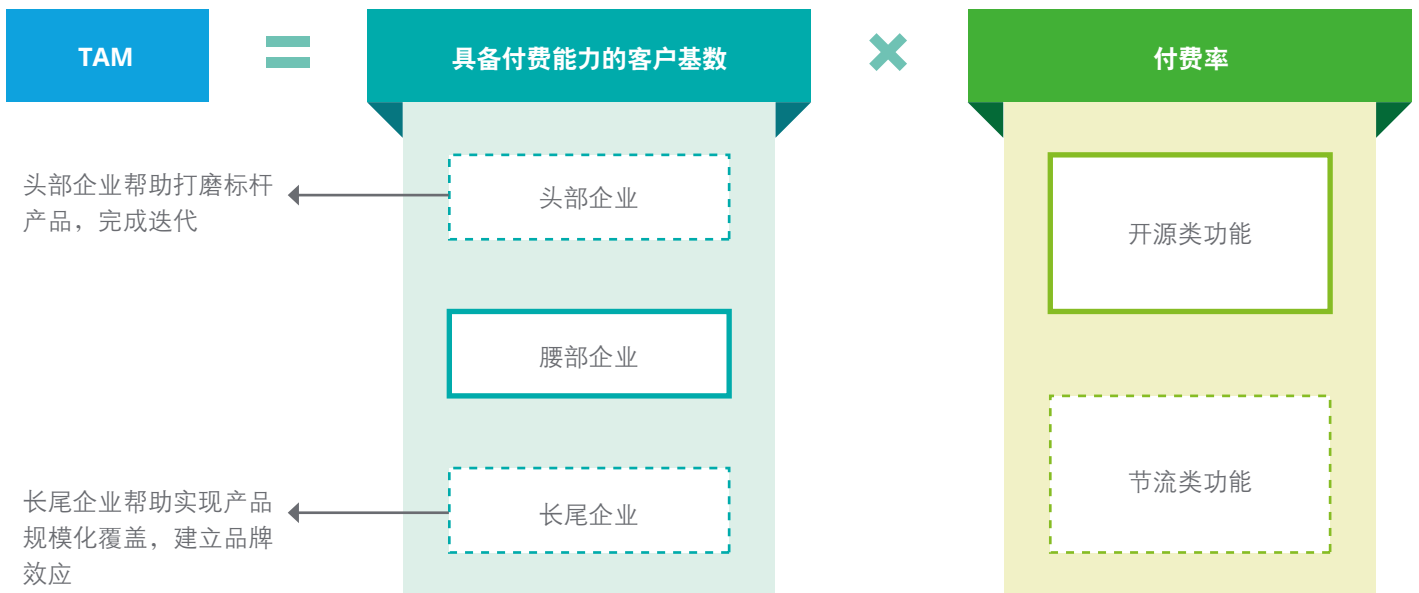 TAM
=
具备付费能力的客户基数
×
付费率
头部企业帮助打磨标杆
产品，完成迭代
头部企业
开源类功能
腰部企业
节流类功能
长尾企业帮助实现产品
规模化覆盖，建立品牌
效应
长尾企业